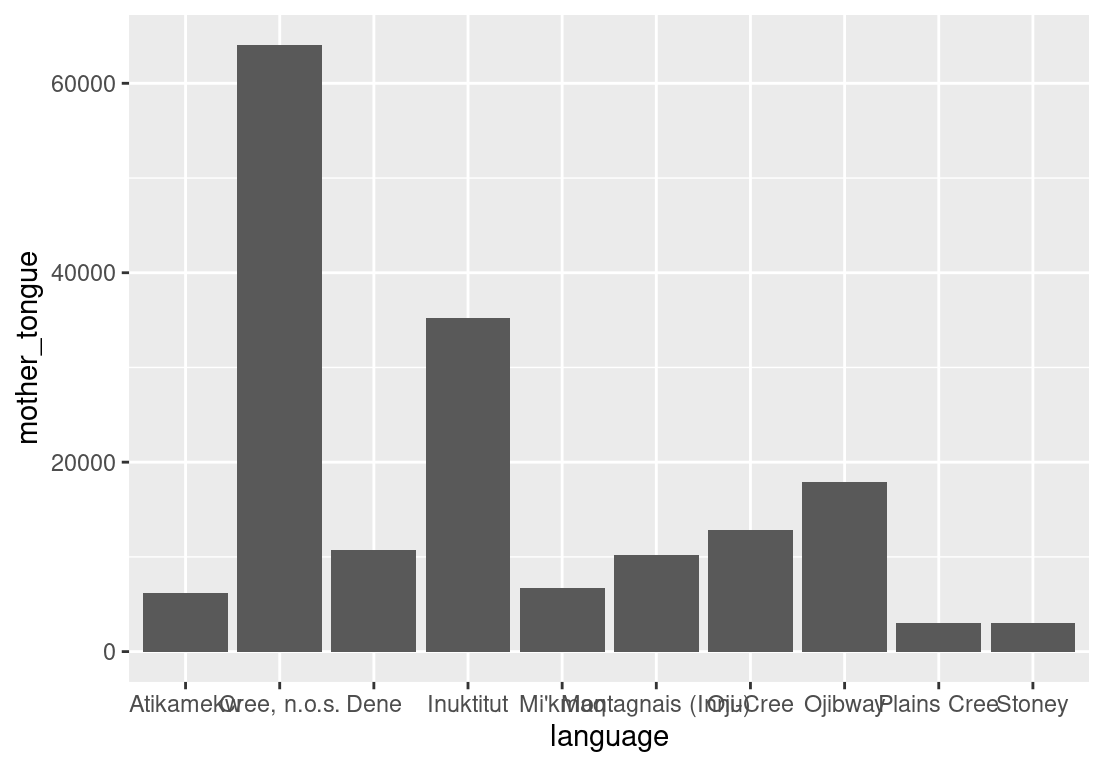 60000
40000
20000
0
mother_tongue
Atikamekw Cree, n.o.s. Dene Inuktitut Mi'kmaq Montagnais (Innu) Oji-Cree Ojibway Plains Cree Stoney
language